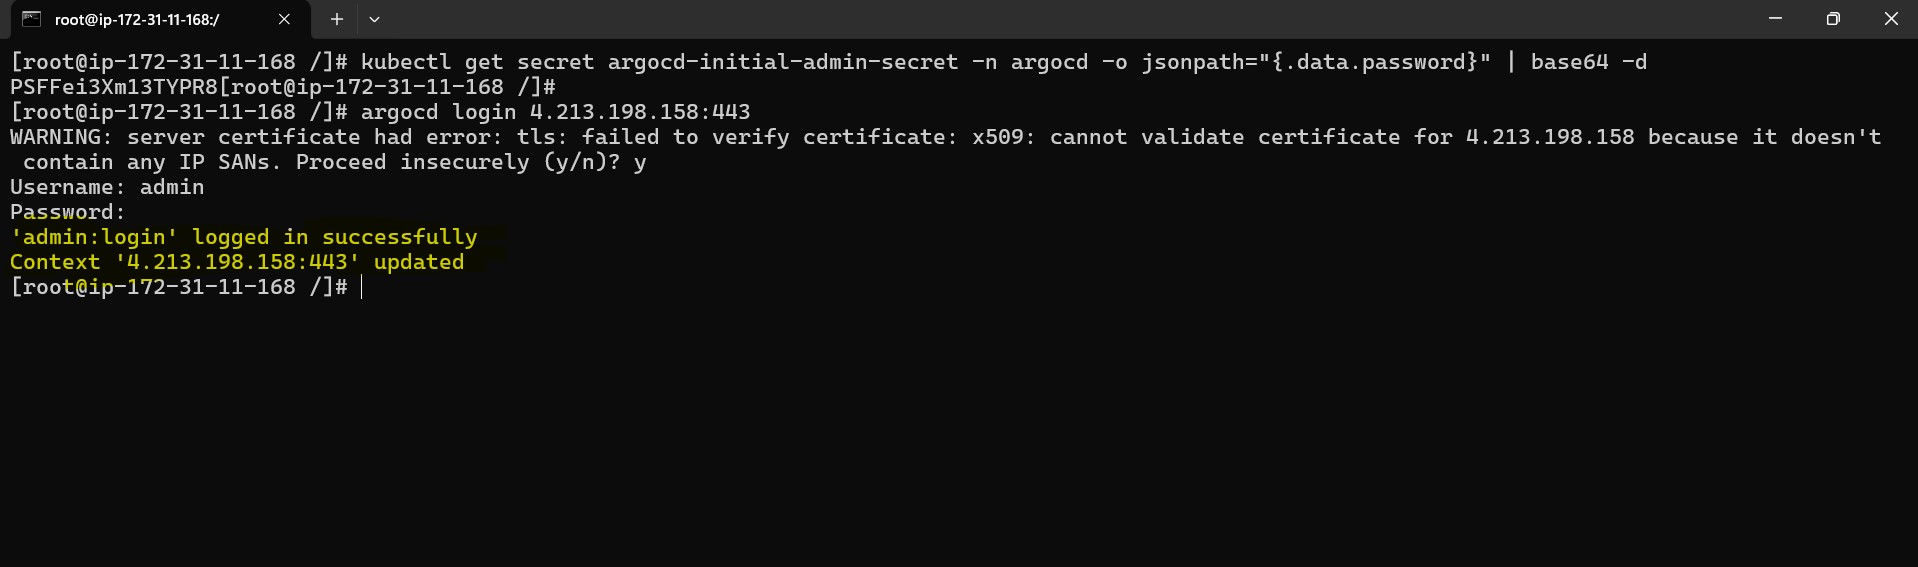 root@ip-172-31-11-168:/
[root@ip-172-31-11-168 /]# kubectl get secret argocd-initial-admin-secret -n argocd -o jsonpath="{.data.password}" | base64 -d
PSFFei3Xm13TYPR8[root@ip-172-31-11-168 /]#
[root@ip-172-31-11-168 /]# argocd login 4.213.198.158:443
WARNING: server certificate had error: tls: failed to verify certificate: x509: cannot validate certificate for 4.213.198.158 because it doesn't
contain any IP SANs. Proceed insecurely (y/n)? y
Username: admin
Password:
'admin:login' logged in successfully
Context '4.213.198.158:443' updated
[root@ip-172-31-11-168 /]#